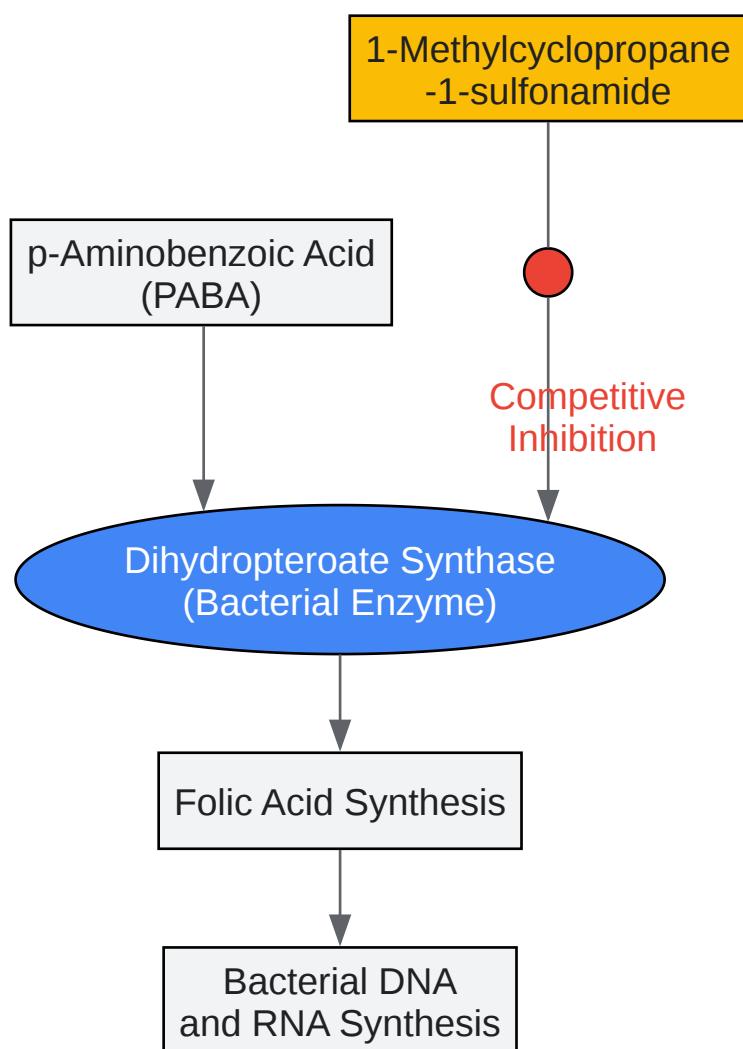 1-Methylcyclopropane
-1-sulfonamide
p-Aminobenzoic Acid
(PABA)
Competitive
Inhibition
Dihydropteroate Synthase
(Bacterial Enzyme)
Folic Acid Synthesis
Bacterial DNA
and RNA Synthesis